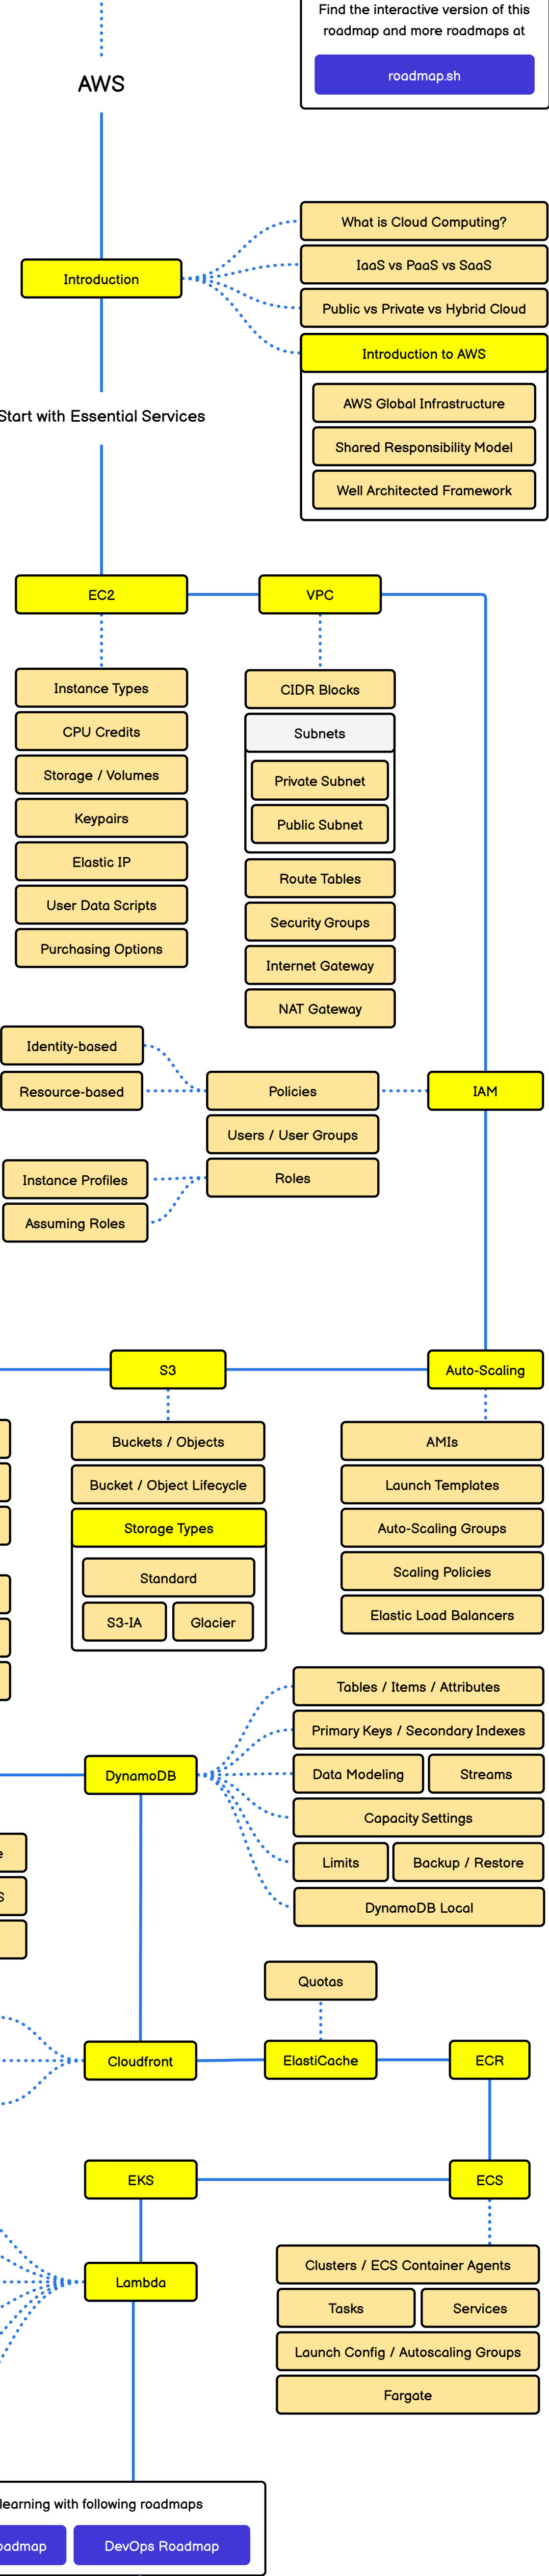 Find the interactive version of this
roadmap and more roadmaps at
roadmap.sh
AWS
Introduction
What is Cloud Computing?
IaaS vs PaaS vs SaaS
Public vs Private vs Hybrid Cloud
Introduction to AWS
AWS Global Infrastructure
Shared Responsibility Model
Well Architected Framework
Start with Essential Services
EC2
VPC
Instance Types
CPU Credits
Storage / Volumes
Keypairs
Elastic IP
User Data Scripts
Purchasing Options
CIDR Blocks
Subnets
Private Subnet
Public Subnet
Route Tables
Security Groups
Internet Gateway
NAT Gateway
IAM
Policies
Users / User Groups
Roles
Identity-based
Resource-based
Instance Profiles
Assuming Roles
S3
Auto-Scaling
Buckets / Objects
Bucket / Object Lifecycle
Storage Types
Standard
S3-IA
Glacier
AMIs
Launch Templates
Auto-Scaling Groups
Scaling Policies
Elastic Load Balancers
DynamoDB
Tables / Items / Attributes
Primary Keys / Secondary Indexes
Data Modeling
Streams
Capacity Settings
Limits
Backup / Restore
DynamoDB Local
Quotas
Cloudfront
ElastiCache
ECR
EKS
ECS
Lambda
Clusters / ECS Container Agents
Tasks
Services
Launch Config / Autoscaling Groups
Fargate
learning with following roadmaps
DevOps Roadmap